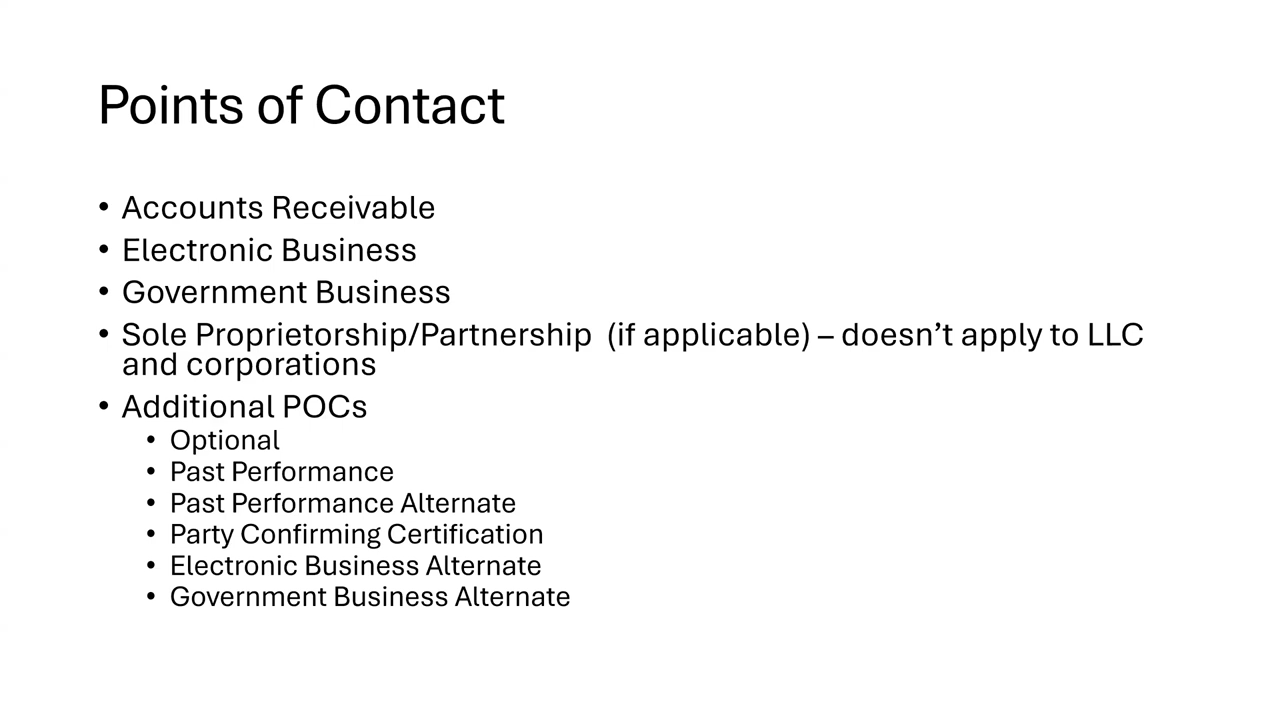 Points of Contact
• Accounts Receivable
• Electronic Business
• Government Business
• Sole Proprietorship/Partnership  (if applicable) – doesn’t apply to LLC
and corporations
• Additional POCs
• Optional
• Past Performance
• Past Performance Alternate
• Party Confirming Certification
• Electronic Business Alternate
• Government Business Alternate